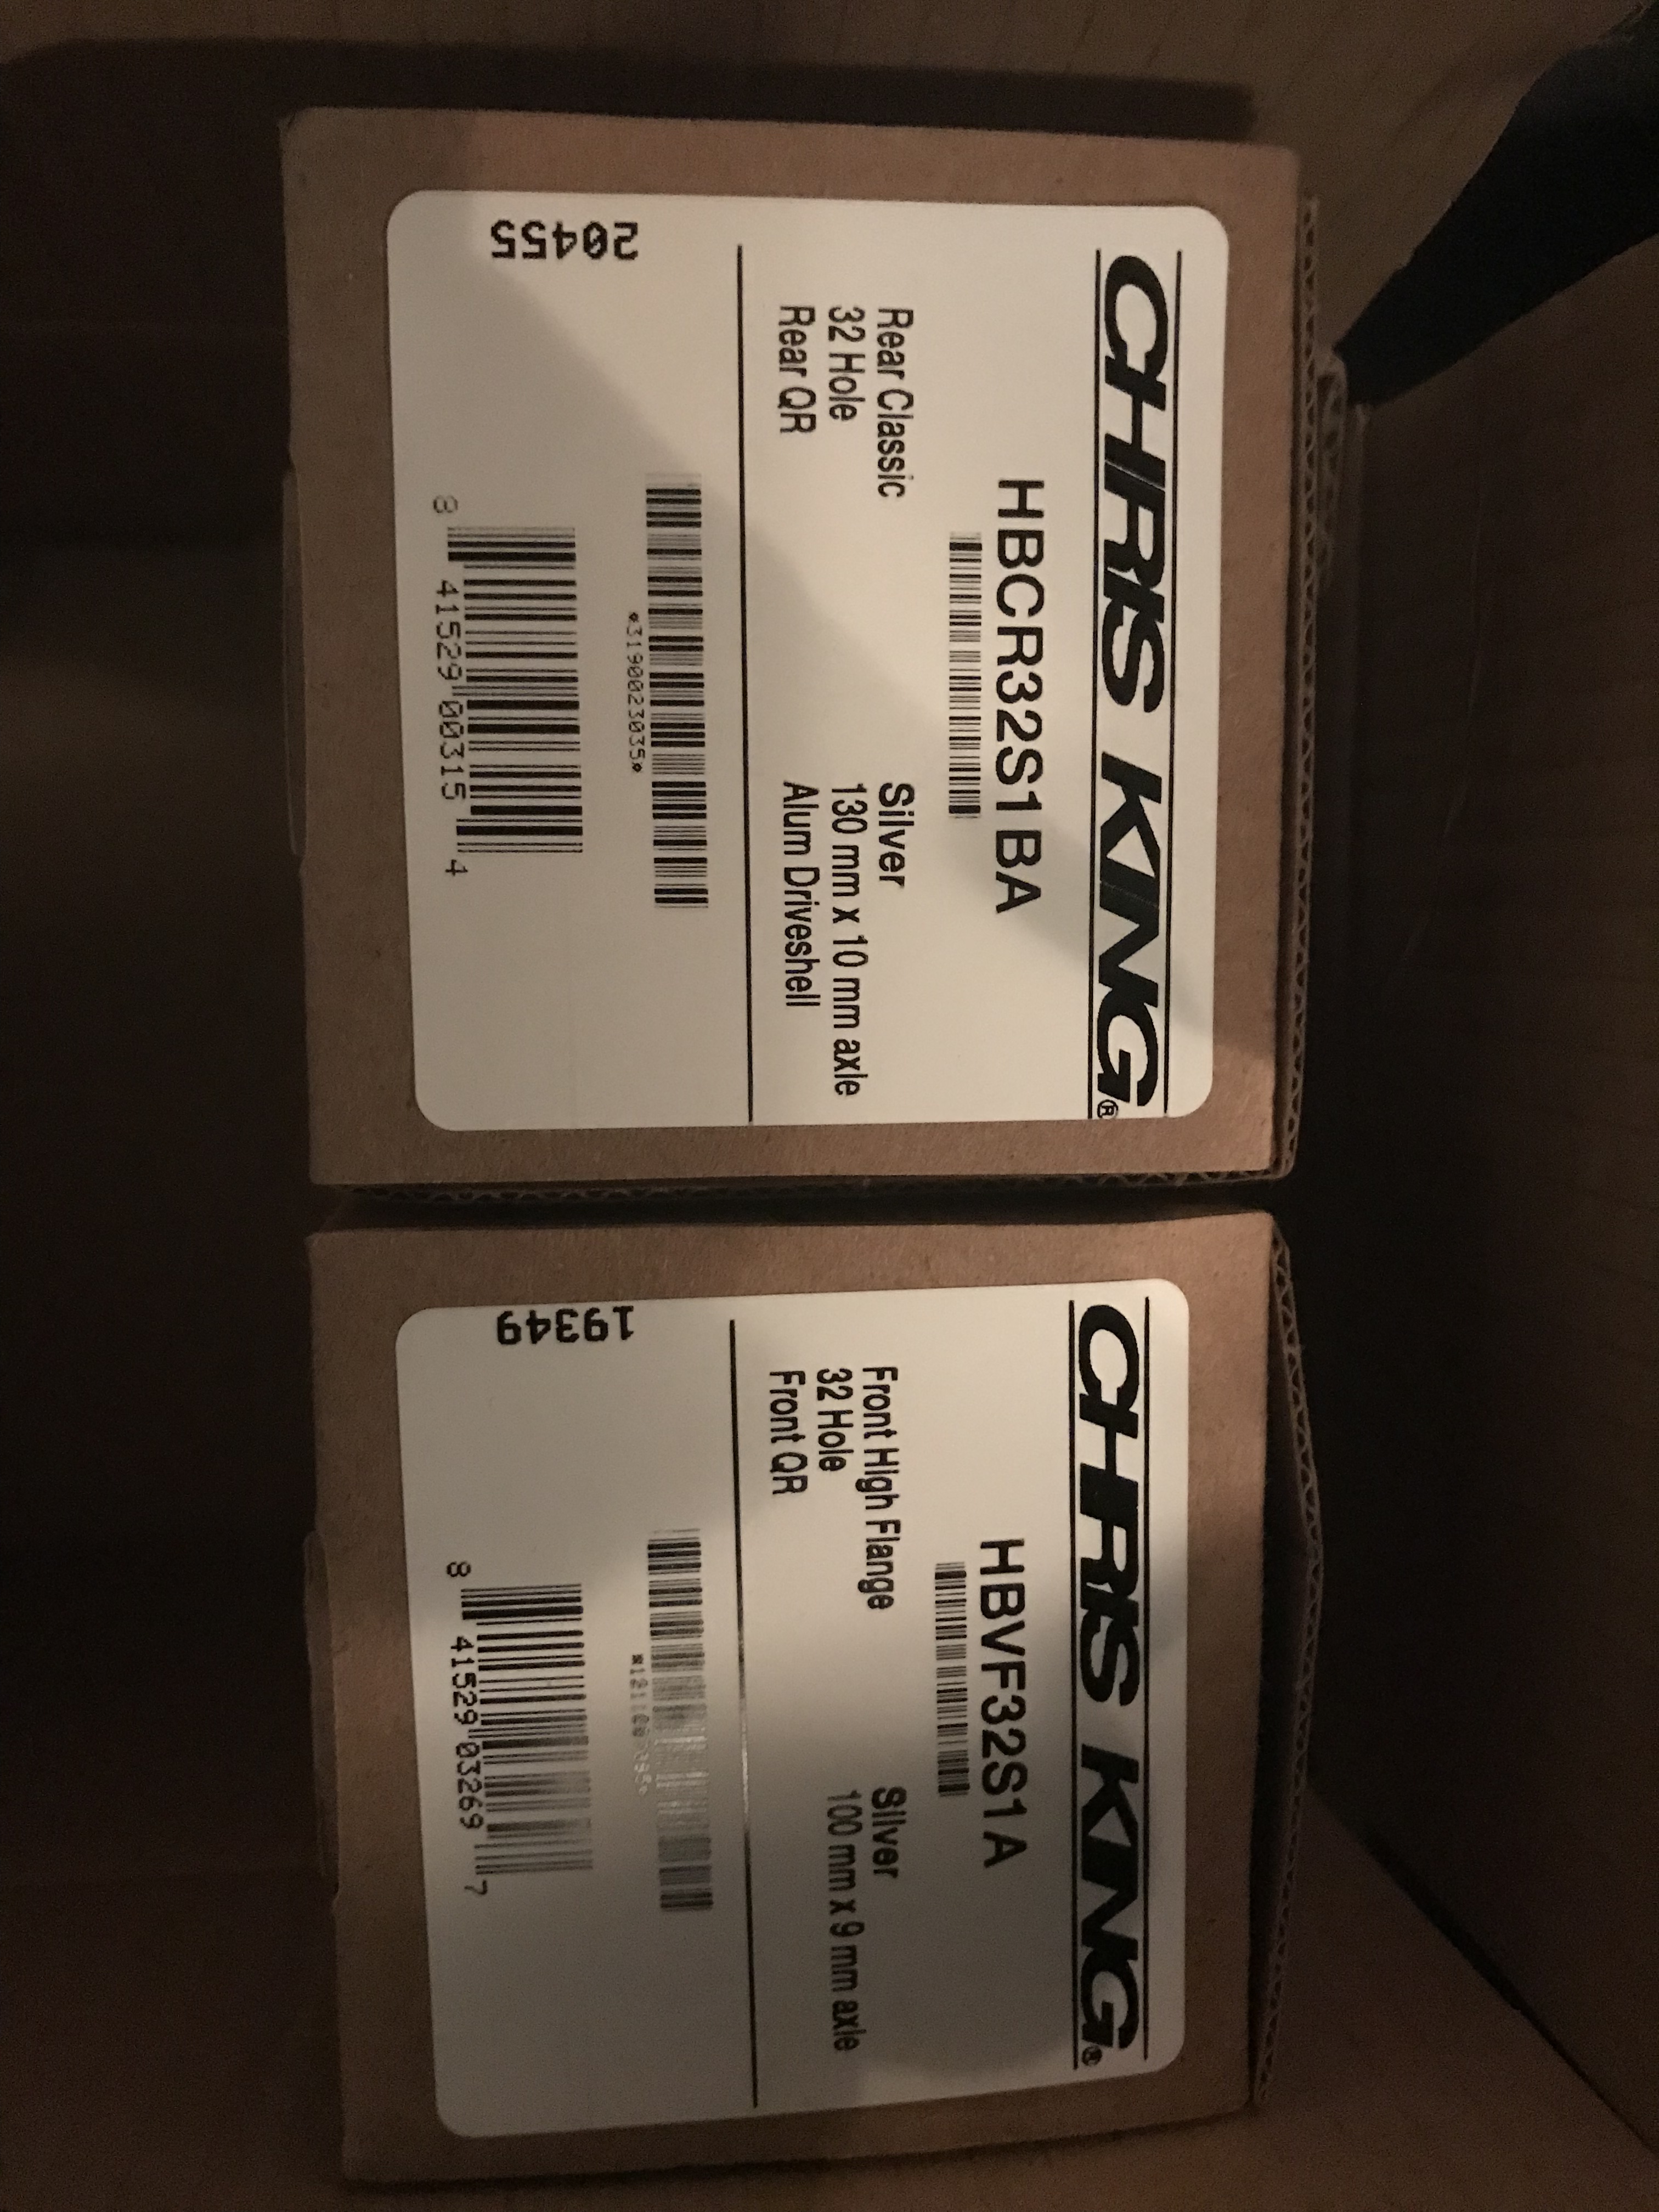 CHRIS KING®
HBCR32S1BA
Rear Classic Silver
32 Hole 130 mm x 10 mm axle
Rear QR Alum Driveshell
*3190023035*
8 41529 00315 4
20455
CHRIS KING®
HBVF32S1A
Front High Flange Silver
32 Hole 100 mm x 9 mm axle
Front QR
8 41529 03269 7
19349